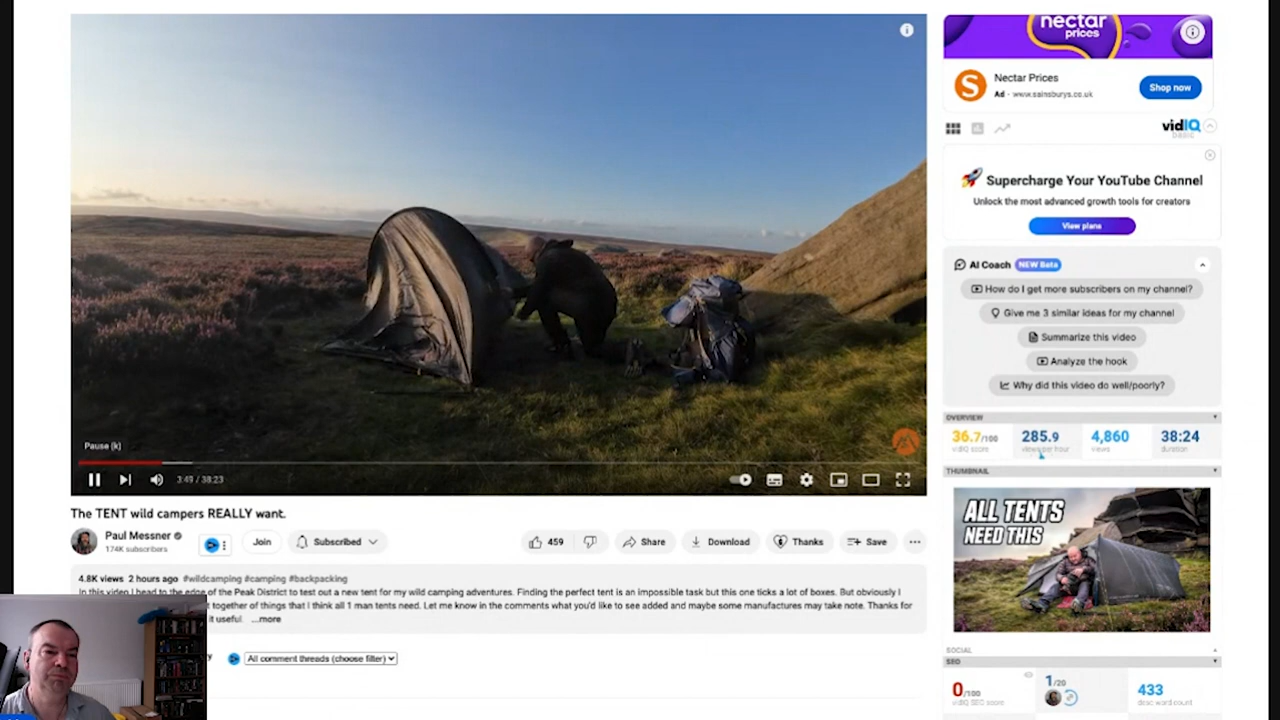 Pause (k)
3:49 / 38:23
The TENT wild campers REALLY want.
Paul Messner
174K subscribers
Join
Subscribed
459
Share
Download
Thanks
Save
4.8K views 2 hours ago #wildcamping #camping #backpacking
In this video I head to the edge of the Peak District to test out a new tent for my wild camping adventures. Finding the perfect tent is an impossible task but this one ticks a lot of boxes. But obviously I
together of things that I think all 1 man tents need. Let me know in the comments what you'd like to see added and maybe some manufactures may take note. Thanks for
it useful. ...more
All comment threads (choose filter)
nectar
prices
Nectar Prices
Ad - www.sainsburys.co.uk
Shop now
vidIQ
basic
Supercharge Your YouTube Channel
Unlock the most advanced growth tools for creators
View plans
AI Coach NEW Beta
How do I get more subscribers on my channel?
Give me 3 similar ideas for my channel
Summarize this video
Analyze the hook
Why did this video do well/poorly?
OVERVIEW
36.7/100 285.9 4,860 38:24
vidIQ score views per hour views duration
THUMBNAIL
ALL TENTS
NEED THIS
SOCIAL
SEO
0/100 1/20 433
vidIQ SEO score desc word count